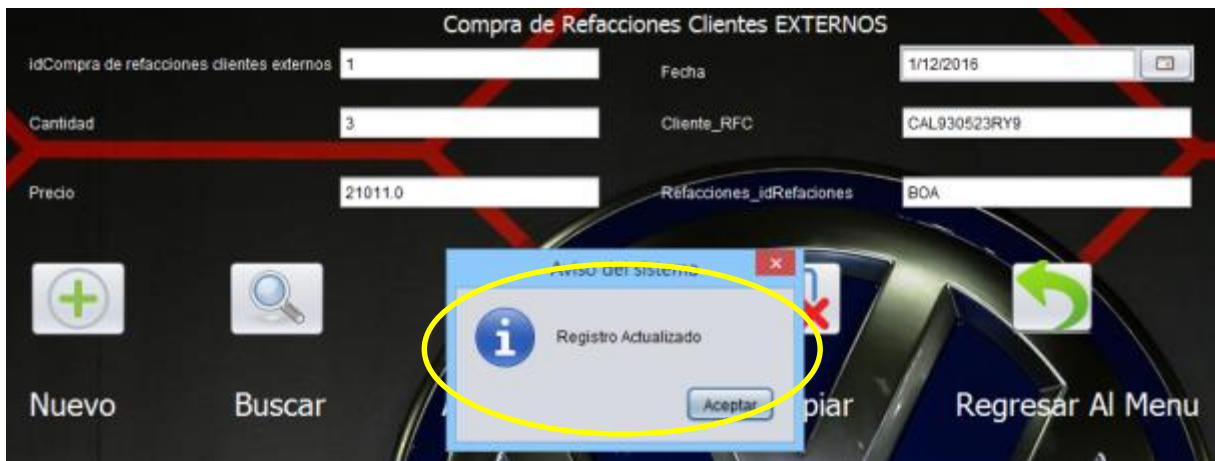 Compra de Refacciones Clientes EXTERNOS
idCompra de refacciones clientes externos 1 Fecha 1/12/2016
Cantidad 3 Cliente_RFC CAL930523RY9
Precio 21011.0 Refacciones_idRefaciones BOA
Aviso del sistema
Registro Actualizado
Aceptar
Nuevo Buscar Regresar Al Menu